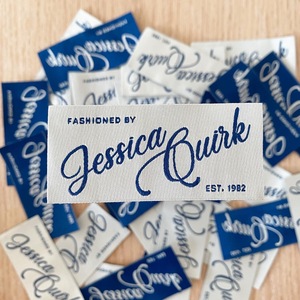 FASHIONED BY
Jessica
Quirk
EST. 1982